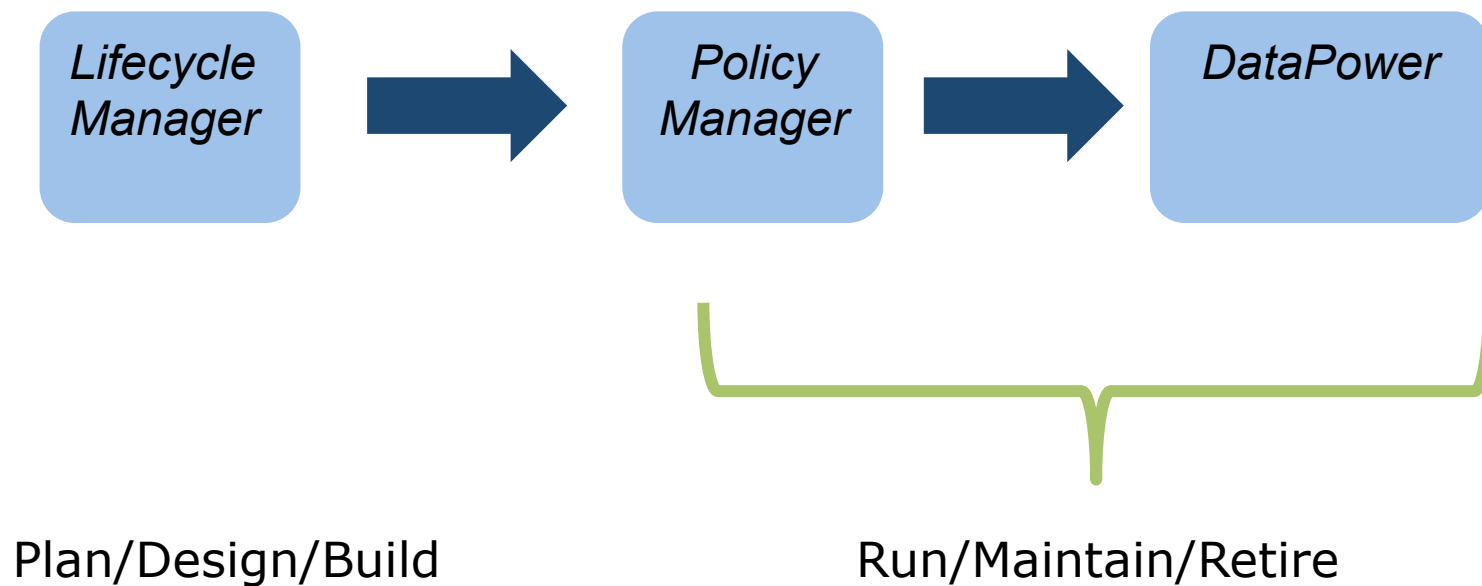 Lifecycle
Manager
Policy
Manager
DataPower
Plan/Design/Build
Run/Maintain/Retire